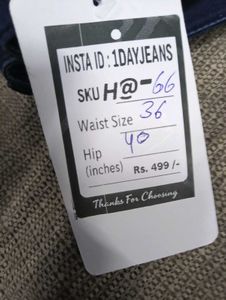 INSTA ID : 1DAYJEANS
SKU H@-66
Waist Size 36
Hip 40
(inches) Rs. 499 /-
Thanks For Choosing